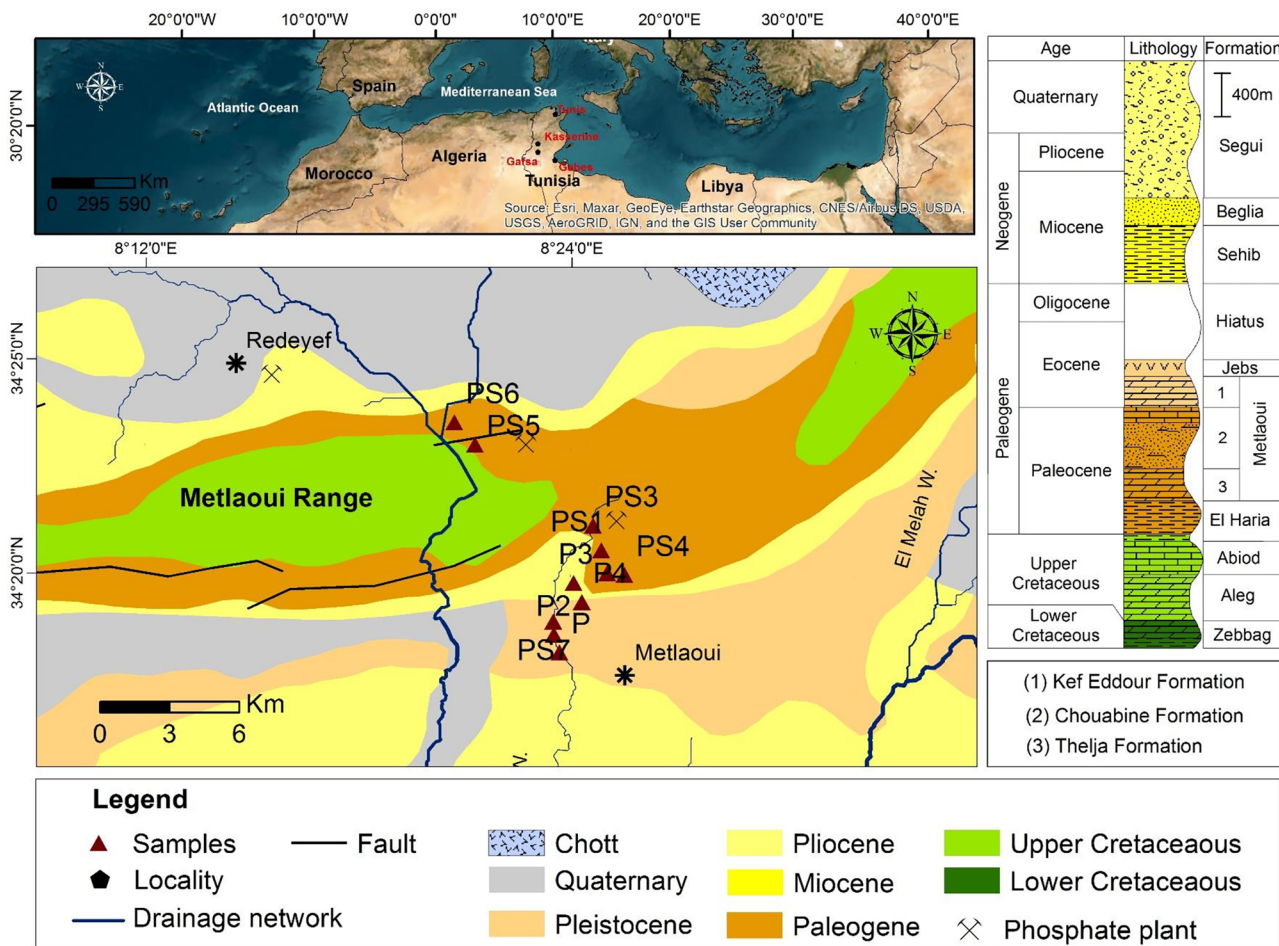 20°0'0"W 10°0'0"W 0°0'0" 10°0'0"E 20°0'0"E 30°0'0"E 40°0'0"E
30°20'0"N
N
W E
S
Spain
Atlantic Ocean
Mediterranean Sea
Tunis
Kasserine
Algeria
Gafsa
Gabes
Morocco
Tunisia
Libya
Km
0 295 590
Source: Esri, Maxar, GeoEye, Earthstar Geographics, CNES/Airbus DS, USDA,
USGS, AeroGRID, IGN, and the GIS User Community
8°12'0"E 8°24'0"E
34°25'0"N
34°20'0"N
N
W E
S
Redeyef
PS6
PS5
Metlaoui Range
PS3
PS1
PS4
P3
P4
P2
P
PS7
Metlaoui
El Melah W.
W.
Km
0 3 6
Age Lithology Formation
Quaternary
400m
Segui
Neogene
Pliocene
Miocene
Beglia
Sehib
Paleogene
Oligocene
Hiatus
Eocene
Jebs
1
Metlaoui
2
Paleocene
3
El Haria
Upper
Cretaceous
Abiod
Aleg
Lower
Cretaceous
Zebbag
(1) Kef Eddour Formation
(2) Chouabine Formation
(3) Thelja Formation
Legend
Samples
Fault
Chott
Pliocene
Upper Cretaceaous
Locality
Quaternary
Miocene
Lower Cretaceaous
Drainage network
Pleistocene
Paleogene
Phosphate plant